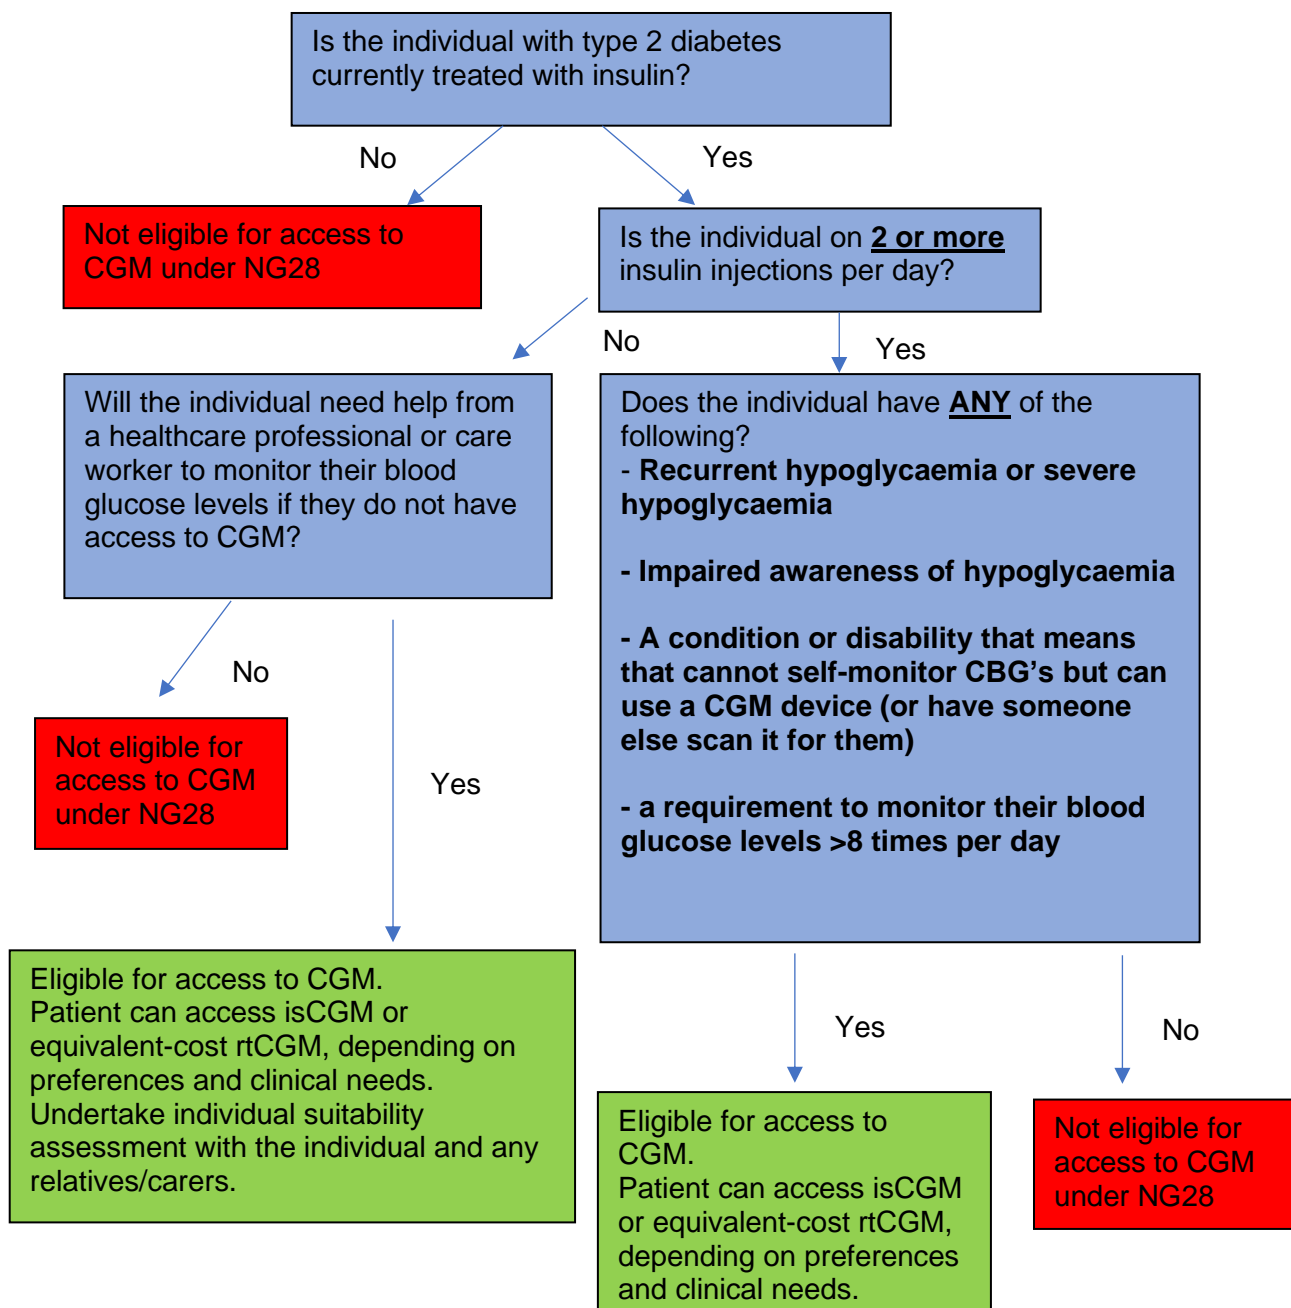 Is the individual with type 2 diabetes
currently treated with insulin?
No
Yes
Not eligible for access to
CGM under NG28
Is the individual on 2 or more
insulin injections per day?
No
Yes
Will the individual need help from
a healthcare professional or care
worker to monitor their blood
glucose levels if they do not have
access to CGM?
Does the individual have ANY of the
following?
- Recurrent hypoglycaemia or severe
hypoglycaemia
- Impaired awareness of hypoglycaemia
- A condition or disability that means
that cannot self-monitor CBG’s but can
use a CGM device (or have someone
else scan it for them)
- a requirement to monitor their blood
glucose levels >8 times per day
No
Yes
Not eligible for
access to CGM
under NG28
Eligible for access to CGM.
Patient can access isCGM or
equivalent-cost rtCGM, depending on
preferences and clinical needs.
Undertake individual suitability
assessment with the individual and any
relatives/carers.
Yes
No
Eligible for access to
CGM.
Patient can access isCGM
or equivalent-cost rtCGM,
depending on preferences
and clinical needs.
Not eligible for
access to CGM
under NG28